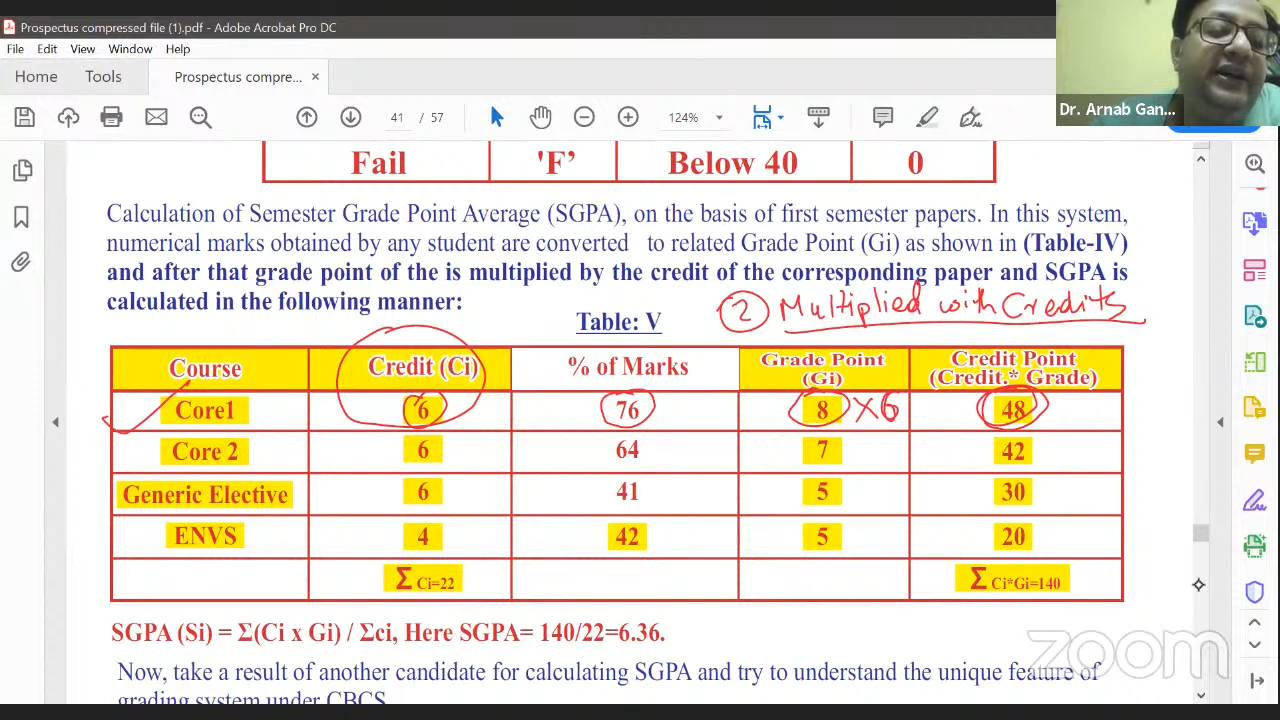 Prospectus compressed file (1).pdf - Adobe Acrobat Pro DC
File Edit View Window Help
Home Tools Prospectus compre... ×
41 / 57 124%
Dr. Arnab Gan...
Fail 'F' Below 40 0
Calculation of Semester Grade Point Average (SGPA), on the basis of first semester papers. In this system,
numerical marks obtained by any student are converted to related Grade Point (Gi) as shown in (Table-IV)
and after that grade point of the is multiplied by the credit of the corresponding paper and SGPA is
calculated in the following manner:
② Multiplied with Credits
Table: V
Course Credit (Ci) % of Marks Grade Point (Gi) Credit Point (Credit.* Grade)
Core1 6 76 8 ×6 48
Core 2 6 64 7 42
Generic Elective 6 41 5 30
ENVS 4 42 5 20
Σ Ci=22 Σ Ci*Gi=140
SGPA (Si) = Σ(Ci x Gi) / Σci, Here SGPA= 140/22=6.36.
zoom
Now, take a result of another candidate for calculating SGPA and try to understand the unique feature of
grading system under CBCS